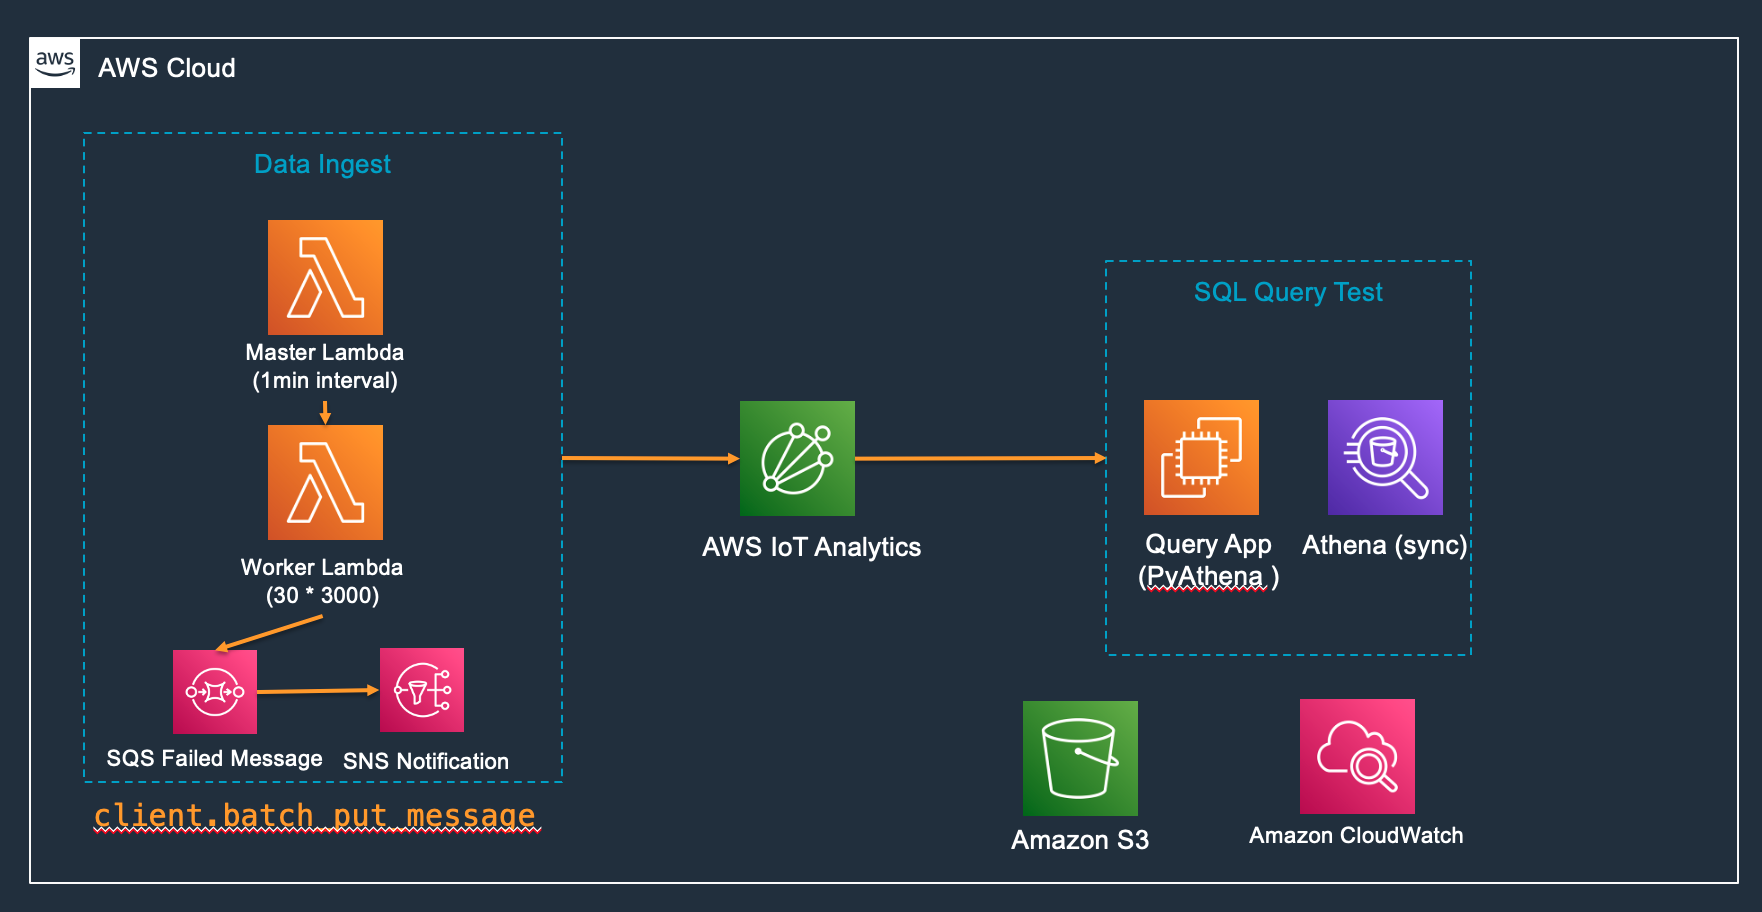 aws
AWS Cloud
Data Ingest
Master Lambda
(1min interval)
Worker Lambda
(30 * 3000)
SQS Failed Message
SNS Notification
client.batch_put_message
AWS IoT Analytics
SQL Query Test
Query App
(PyAthena )
Athena (sync)
Amazon S3
Amazon CloudWatch